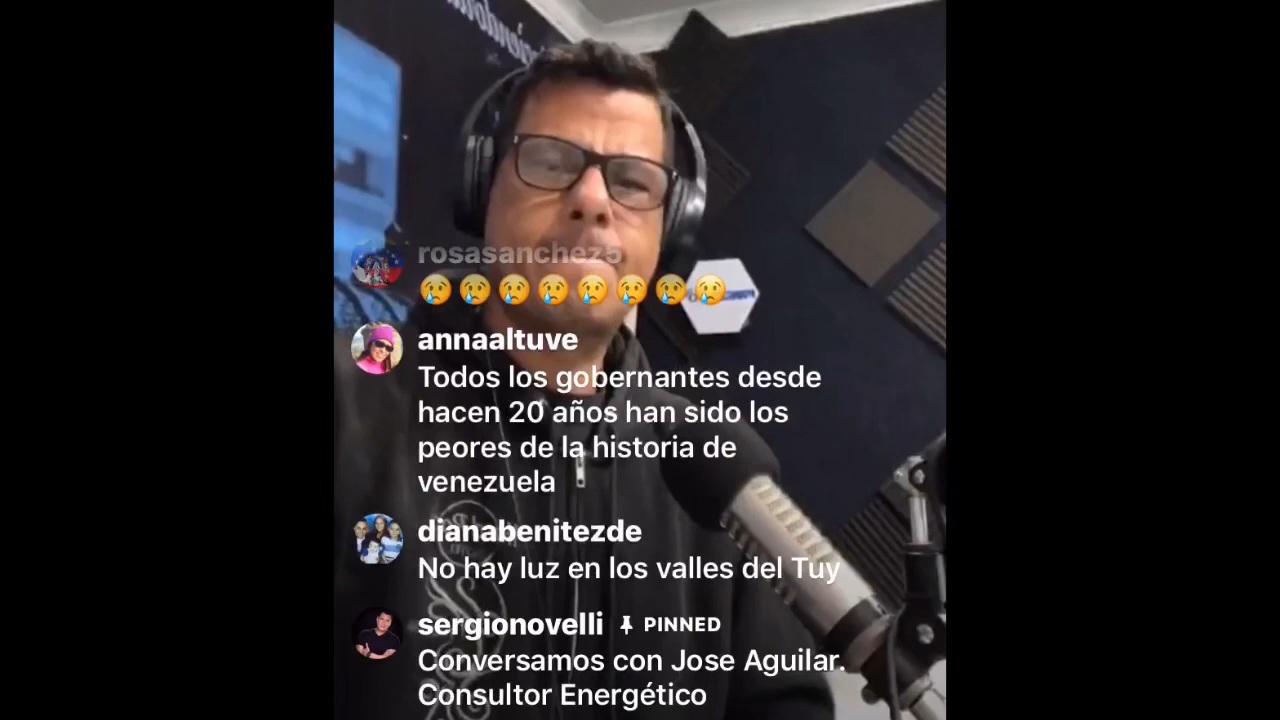 rosasanchez5
😢😢😢😢😢😢😢😢
annaaltuve
Todos los gobernantes desde
hacen 20 años han sido los
peores de la historia de
venezuela
dianabenitezde
No hay luz en los valles del Tuy
sergionovelli PINNED
Conversamos con Jose Aguilar.
Consultor Energético